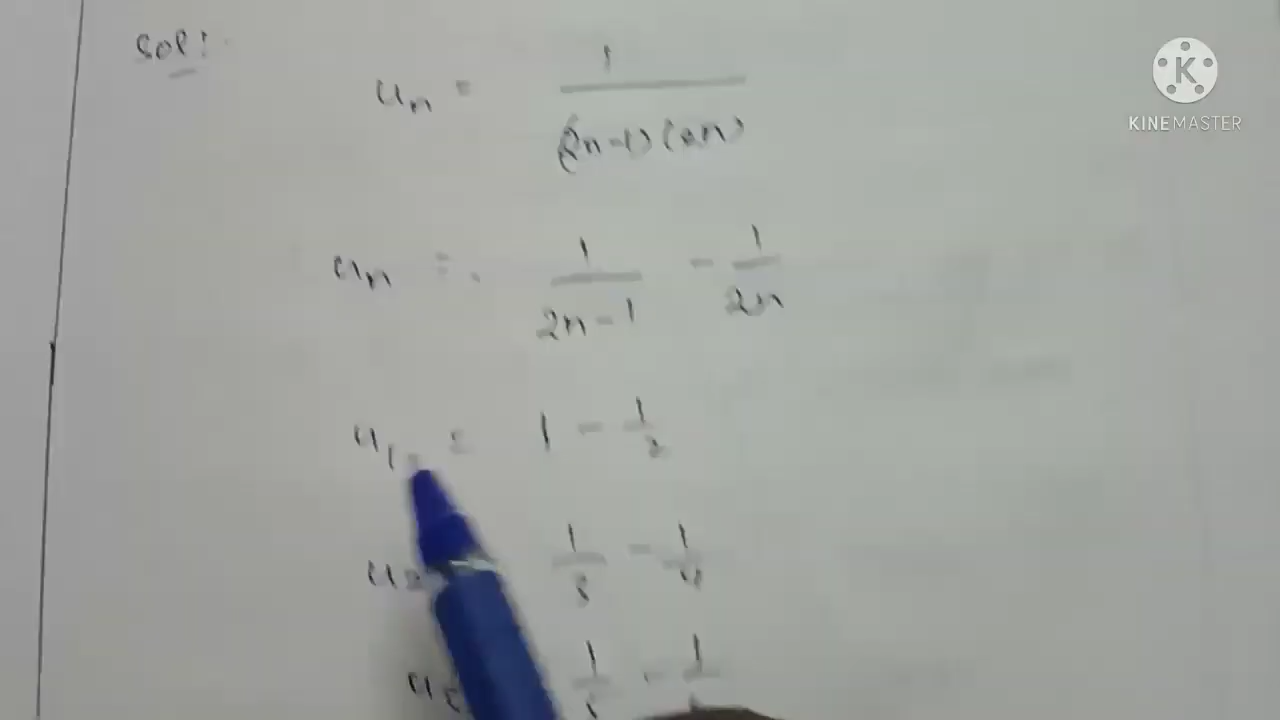 Sol:
K
KINEMASTER
uₙ = 1/((2n-1)(2n))
uₙ = 1/(2n-1) - 1/2n
u₁ = 1 - 1/2
u₂ 1/3 - 1/4